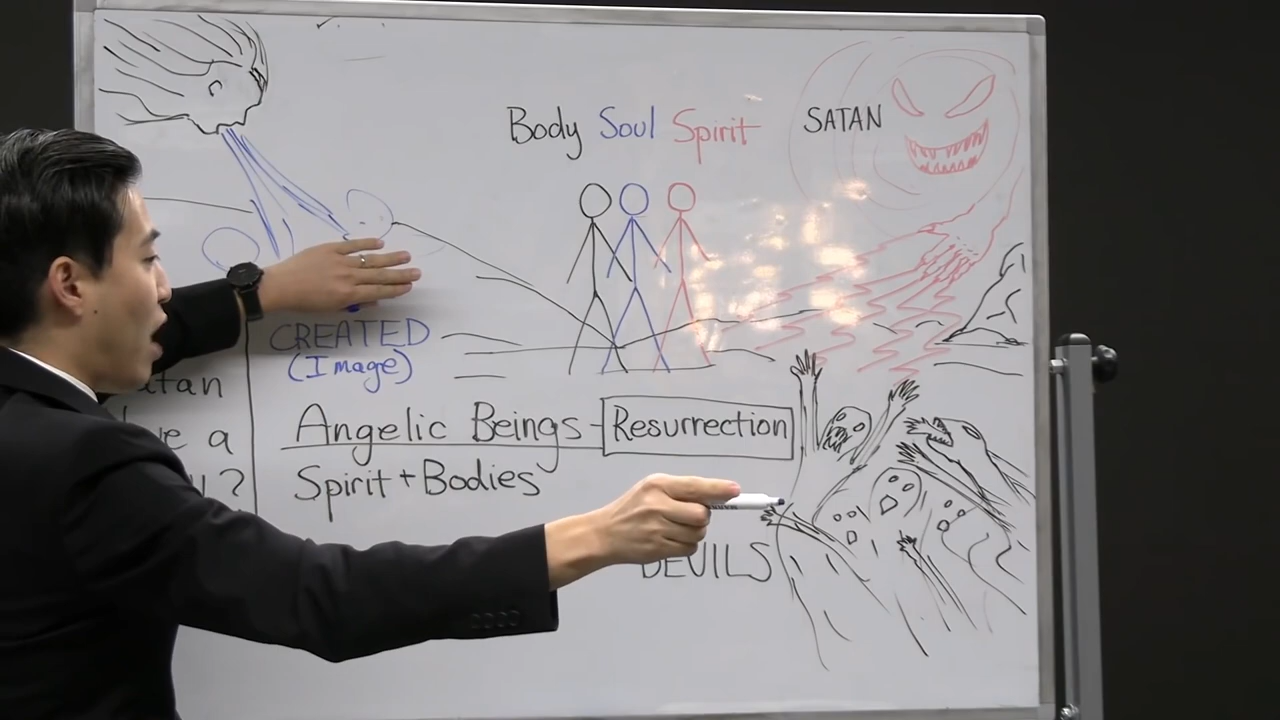 Body Soul Spirit
SATAN
CREATED
(Image)
Angelic Beings - Resurrection
Spirit + Bodies
a
?
DEVILS